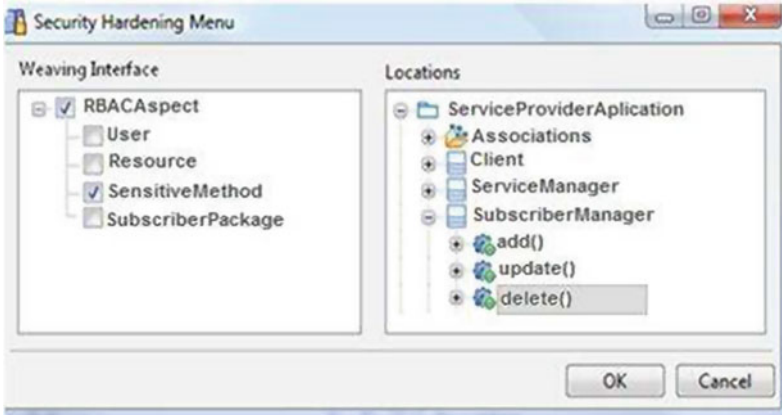 Security Hardening Menu
Weaving Interface
RBACAspect
User
Resource
SensitiveMethod
SubscriberPackage
Locations
ServiceProviderAplication
Associations
Client
ServiceManager
SubscriberManager
add()
update()
delete()
OK
Cancel